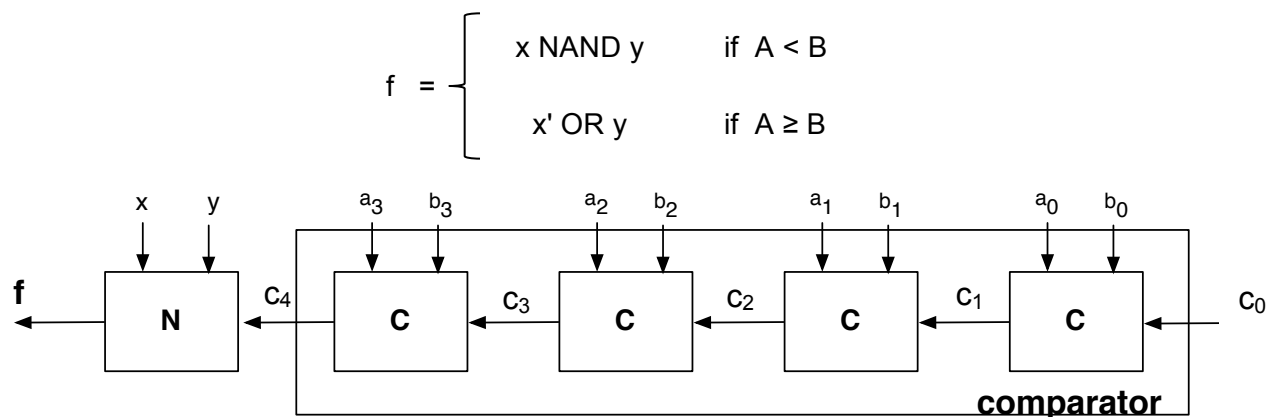 x NAND y if A < B
f =
x' OR y if A ≥ B
x y a3 b3 a2 b2 a1 b1 a0 b0
f N c4 C c3 C c2 C c1 C c0
comparator